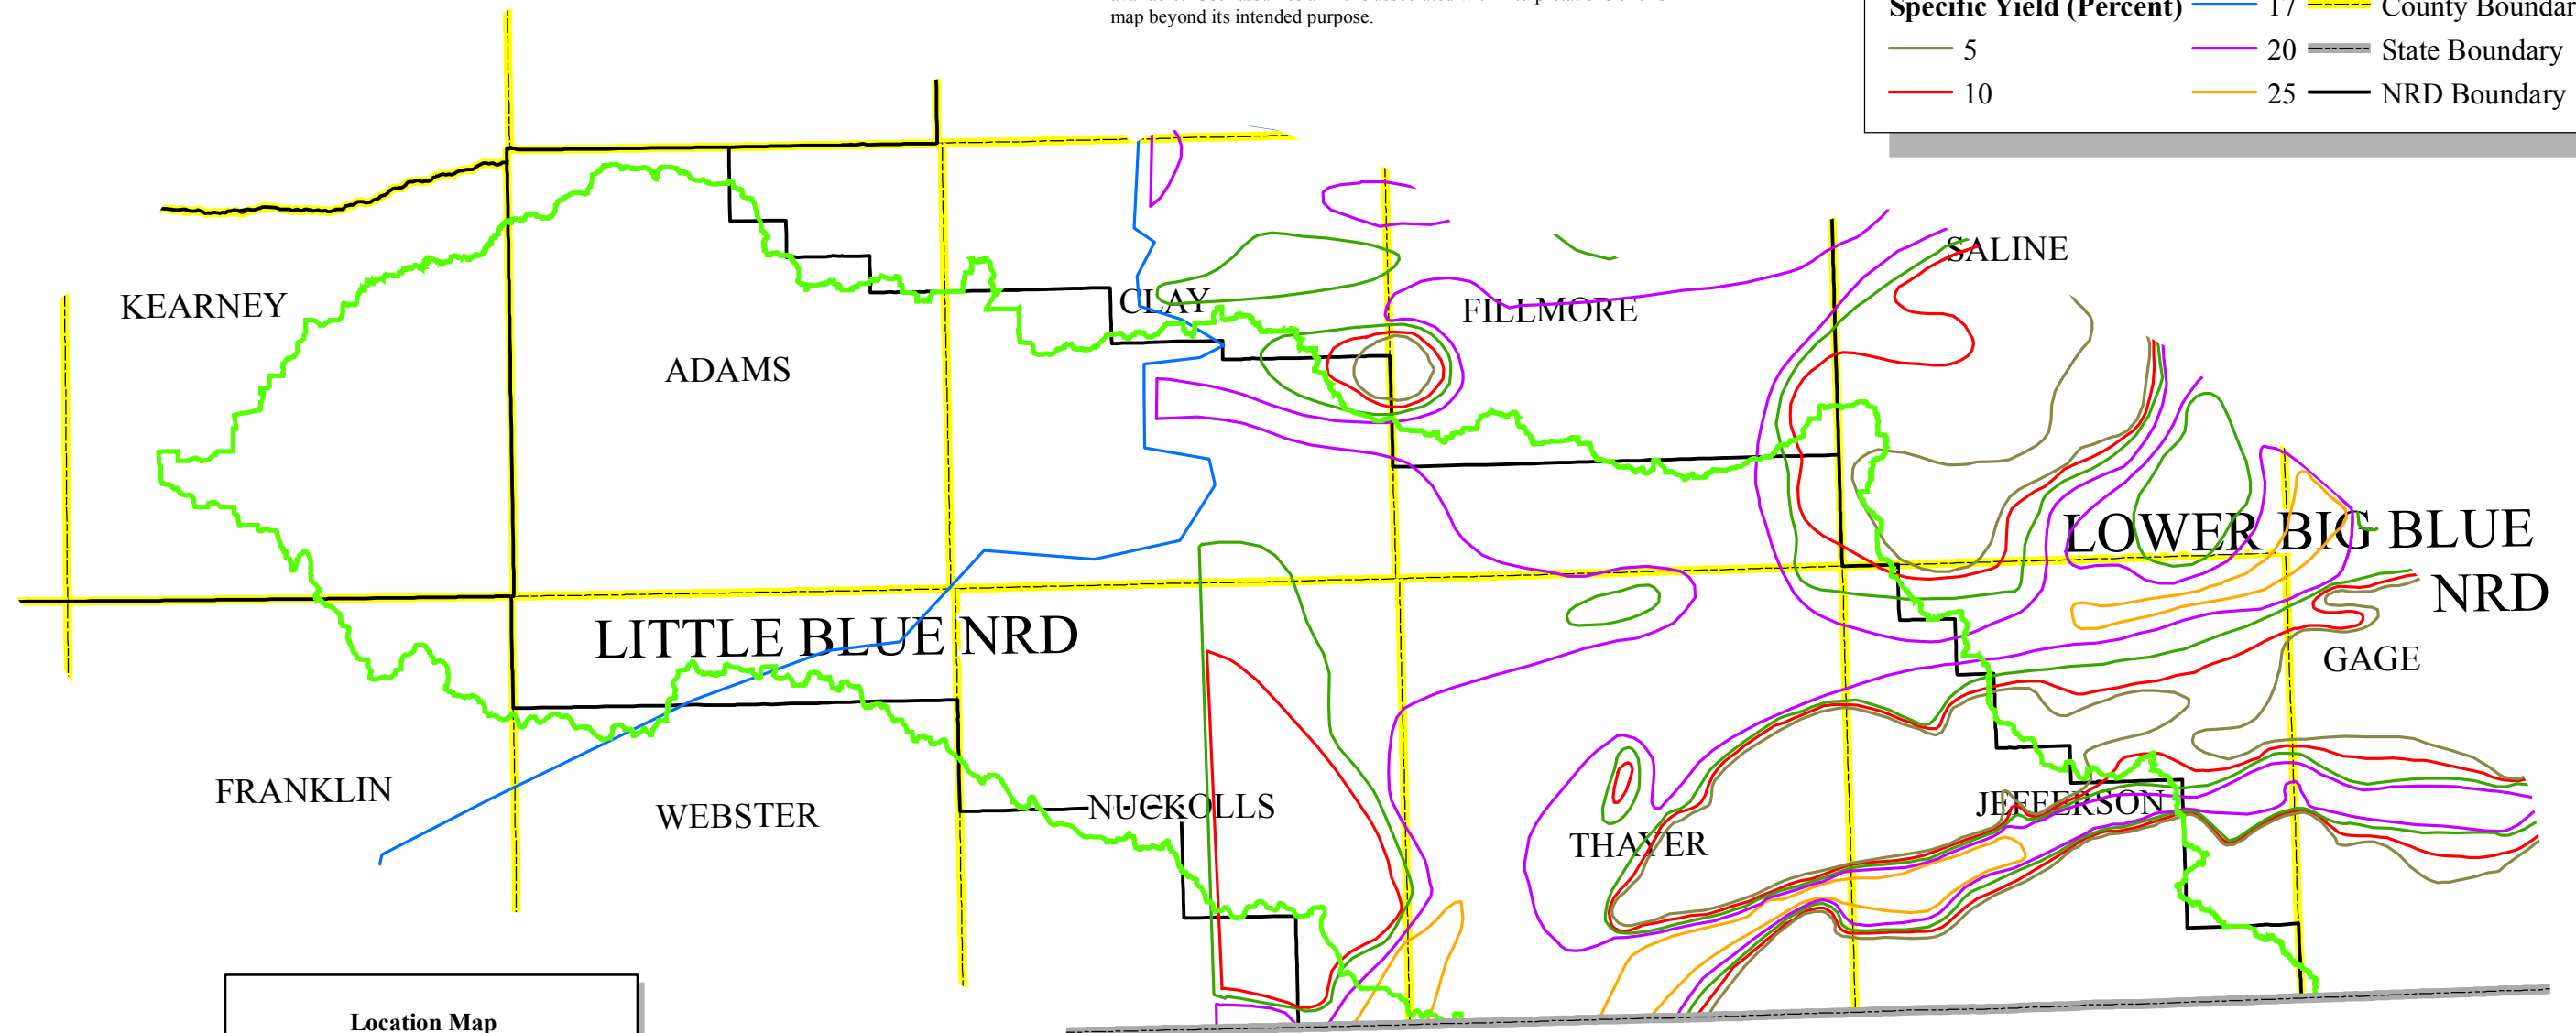 map beyond its intended purpose.
Specific Yield (Percent)
17
County Boundar
5
20
State Boundary
10
25
NRD Boundary
SALINE
KEARNEY
CLAY
FILLMORE
ADAMS
LOWER BIG BLUE
NRD
LITTLE BLUE NRD
GAGE
FRANKLIN
WEBSTER
NUCKOLLS
JEFFERSON
THAYER
Location Map